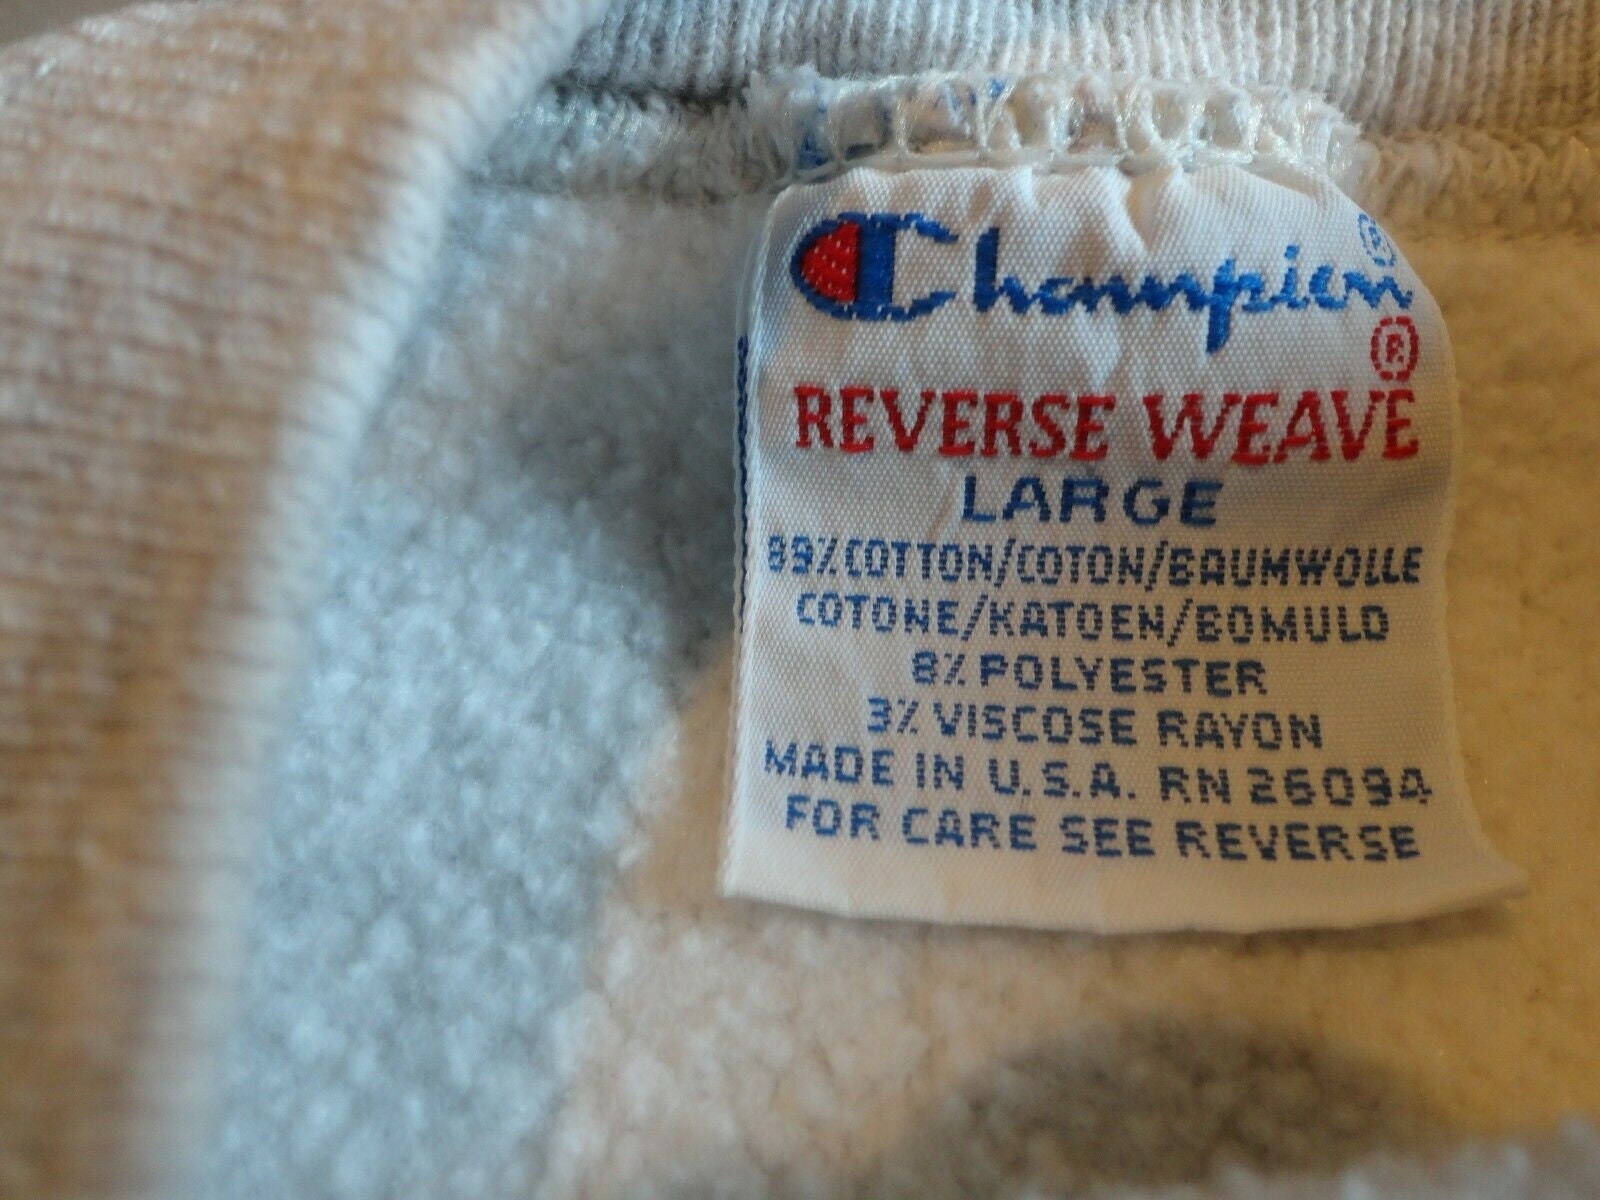 Champion®
®
REVERSE WEAVE
LARGE
89% COTTON/COTON/BAUMWOLLE
COTONE/KATOEN/BOMULD
8% POLYESTER
3% VISCOSE RAYON
MADE IN U.S.A. RN 26094
FOR CARE SEE REVERSE